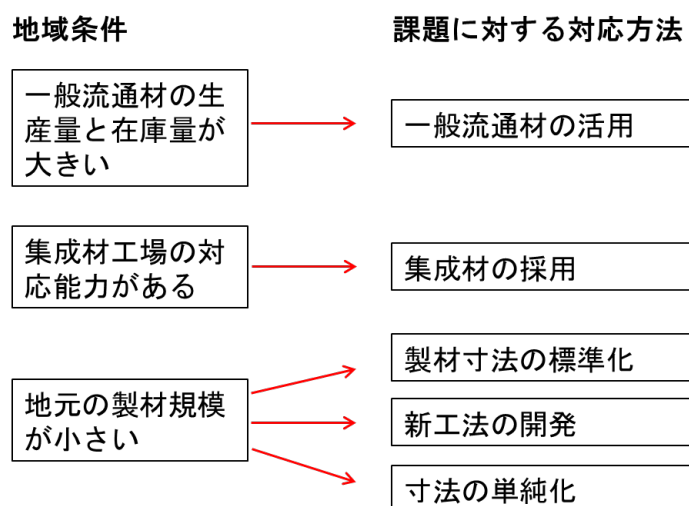 地域条件
課題に対する対応方法
一般流通材の生
産量と在庫量が
大きい
一般流通材の活用
集成材工場の対
応能力がある
集成材の採用
地元の製材規模
が小さい
製材寸法の標準化
新工法の開発
寸法の単純化